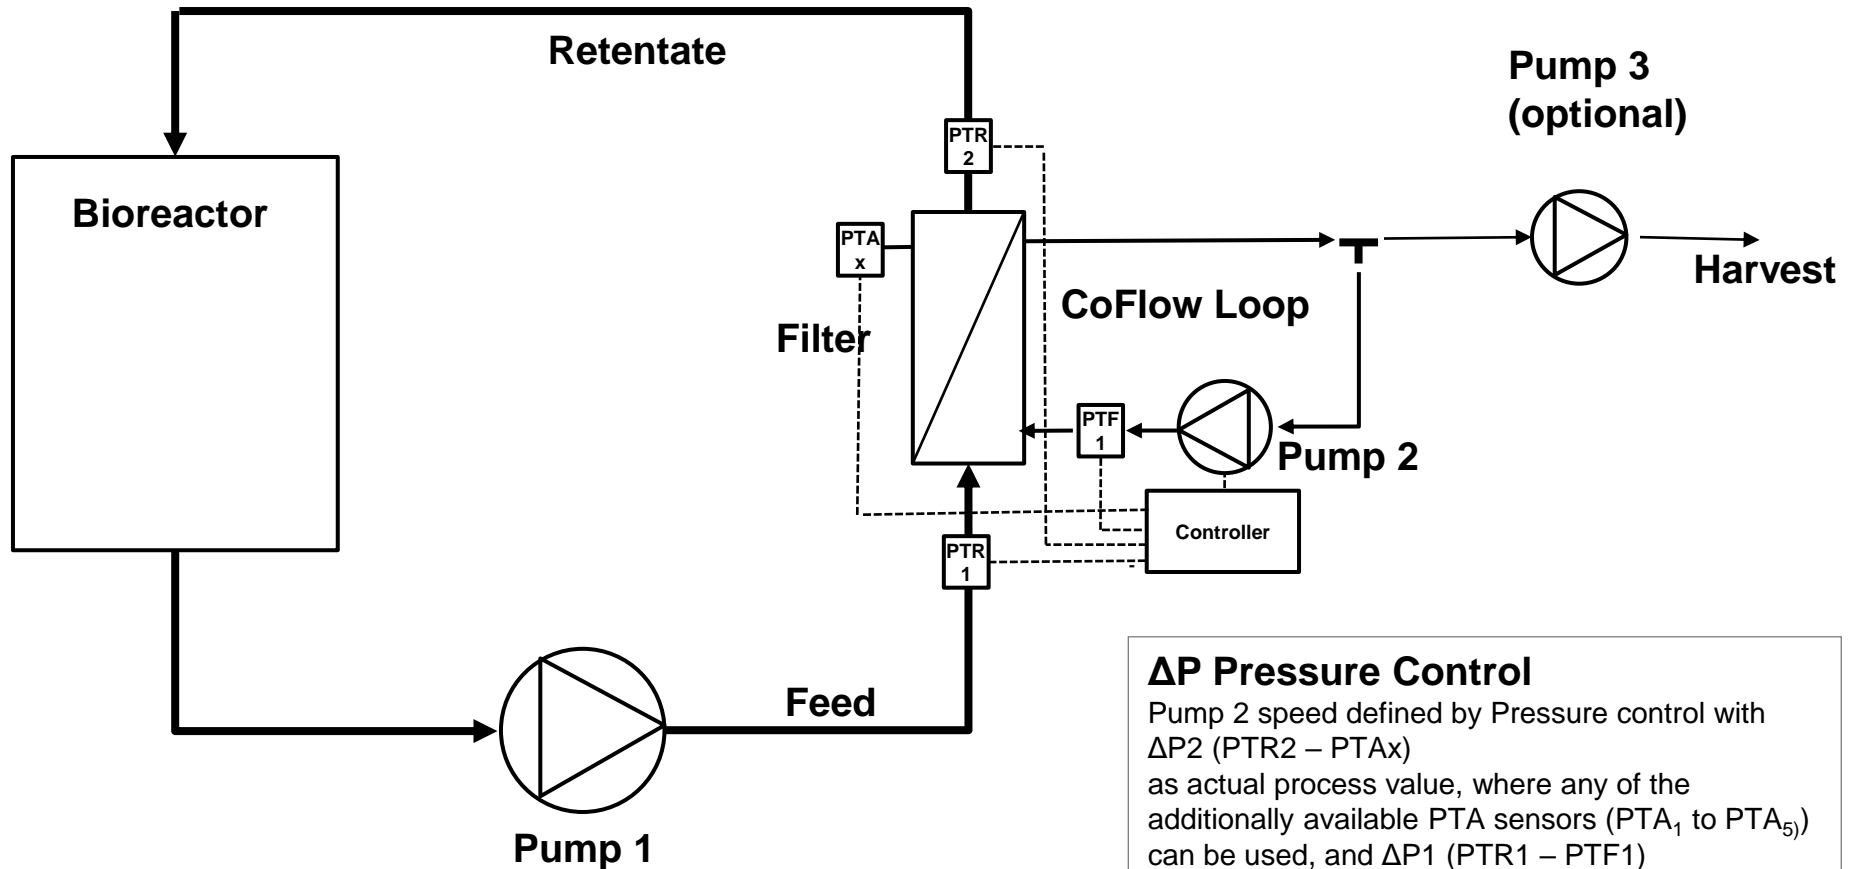 Retentate
Pump 3
(optional)
PTR
2
Bioreactor
PTA
x
Harvest
CoFlow Loop
Filter
PTF
1
Pump 2
Controller
PTR
1
ΔP Pressure Control
Pump 2 speed defined by Pressure control with
ΔP2 (PTR2 – PTAx)
as actual process value, where any of the
additionally available PTA sensors (PTA₁ to PTA₅₎)
can be used, and ΔP1 (PTR1 – PTF1)
Feed
Pump 1